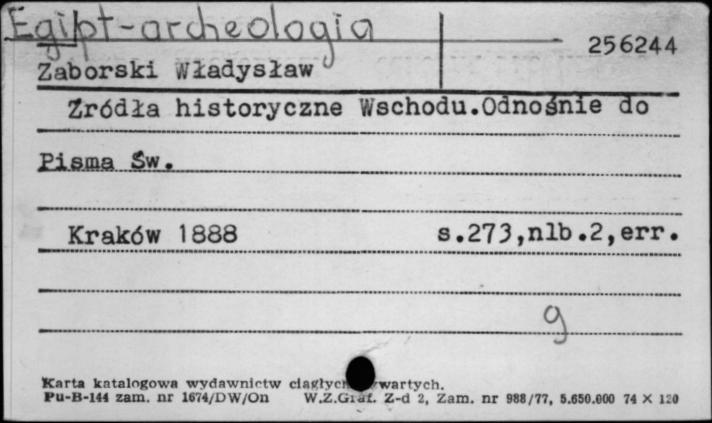 Egipt-archeologia
256244
Zaborski Władysław
Źródła historyczne Wschodu.Odnośnie do
Pisma Św.
Kraków 1888 s.273,nlb.2,err.
g
Karta katalogowa wydawnictw ciągłych
Pu-B-144 zam. nr 1674/DW/On W.Z.Graf. Z-d 2, Zam. nr 988/77, 5.650.000 74 X 120